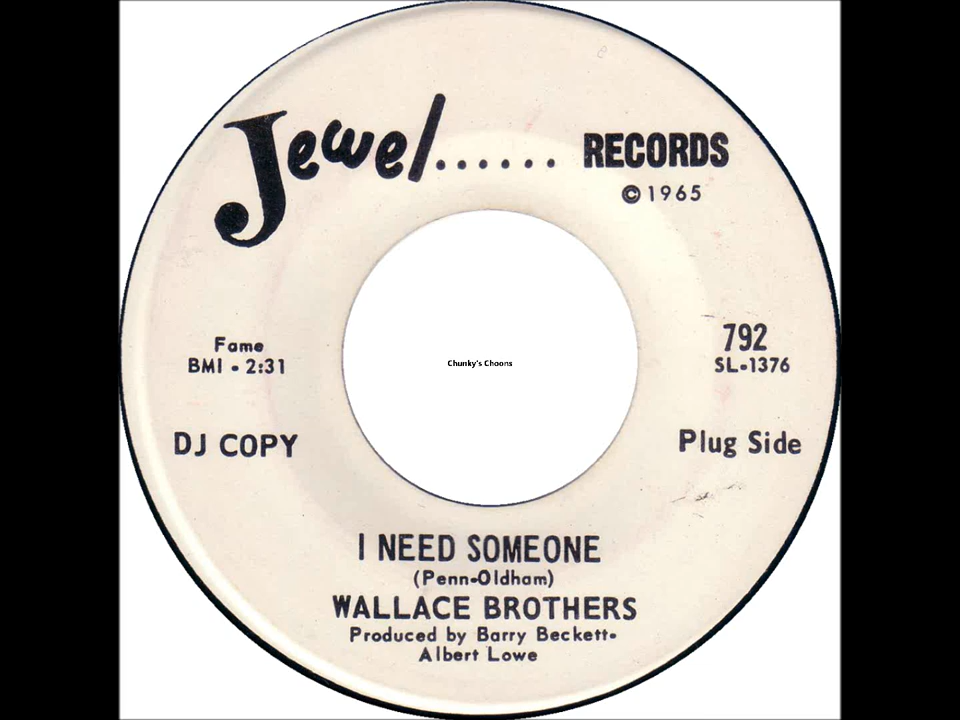 Jewel...... RECORDS
©1965
Fame
BMI • 2:31
792
SL-1376
Chunky's Choons
DJ COPY
Plug Side
I NEED SOMEONE
(Penn-Oldham)
WALLACE BROTHERS
Produced by Barry Beckett-
Albert Lowe